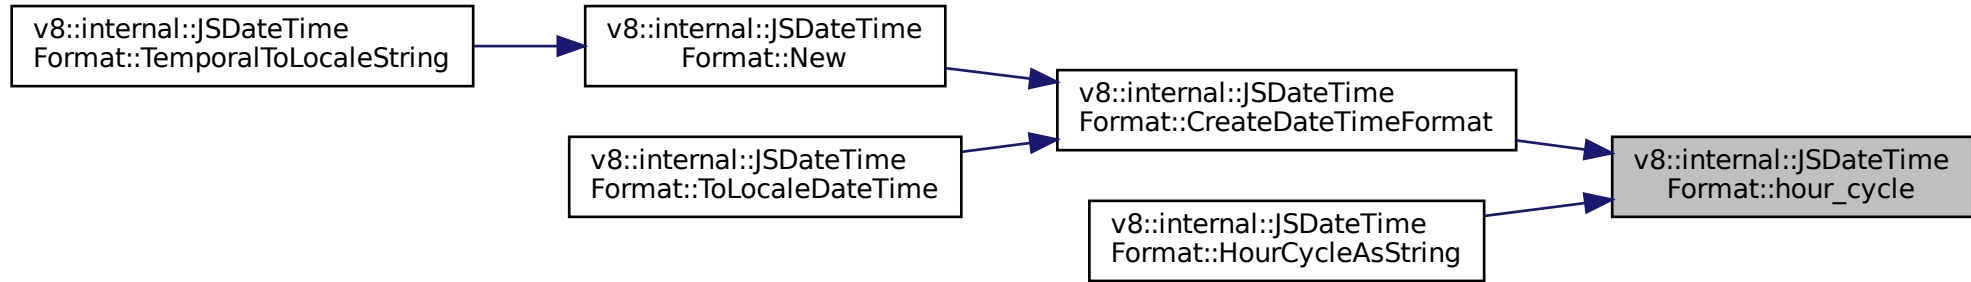 v8::internal::JSDateTime
Format::TemporalToLocaleString
v8::internal::JSDateTime
Format::New
v8::internal::JSDateTime
Format::CreateDateTimeFormat
v8::internal::JSDateTime
Format::ToLocaleDateTime
v8::internal::JSDateTime
Format::hour_cycle
v8::internal::JSDateTime
Format::HourCycleAsString